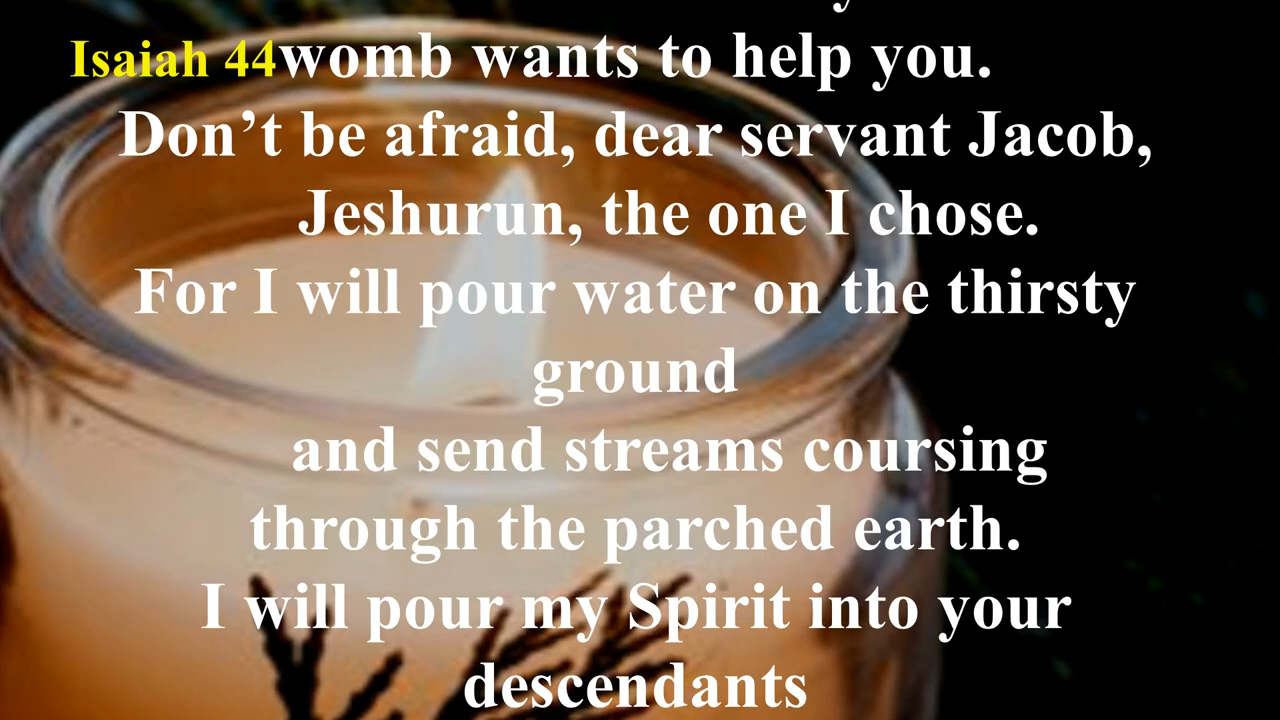 Isaiah 44 womb wants to help you.
Don’t be afraid, dear servant Jacob,
Jeshurun, the one I chose.
For I will pour water on the thirsty
ground
and send streams coursing
through the parched earth.
I will pour my Spirit into your
descendants